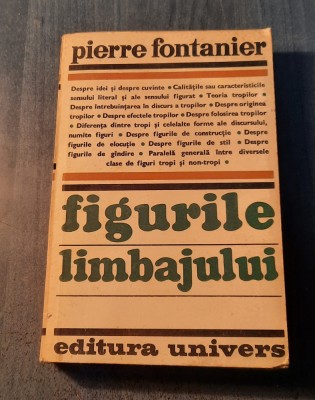 pierre fontanier
Despre idei și despre cuvinte • Calitățile sau caracteristicile
sensului literal și ale sensului figurat • Teoria tropilor •
Despre întrebuințarea în discurs a tropilor • Despre originea
tropilor • Despre efectele tropilor • Despre folosirea tropilor
• Diferența dintre tropi și celelalte forme ale discursului,
numite figuri • Despre figurile de construcție • Despre
figurile de elocuție • Despre figurile de stil • Despre
figurile de gîndire • Paralelă generală între diversele
clase de figuri tropi și non-tropi •
figurile
limbajului
editura univers